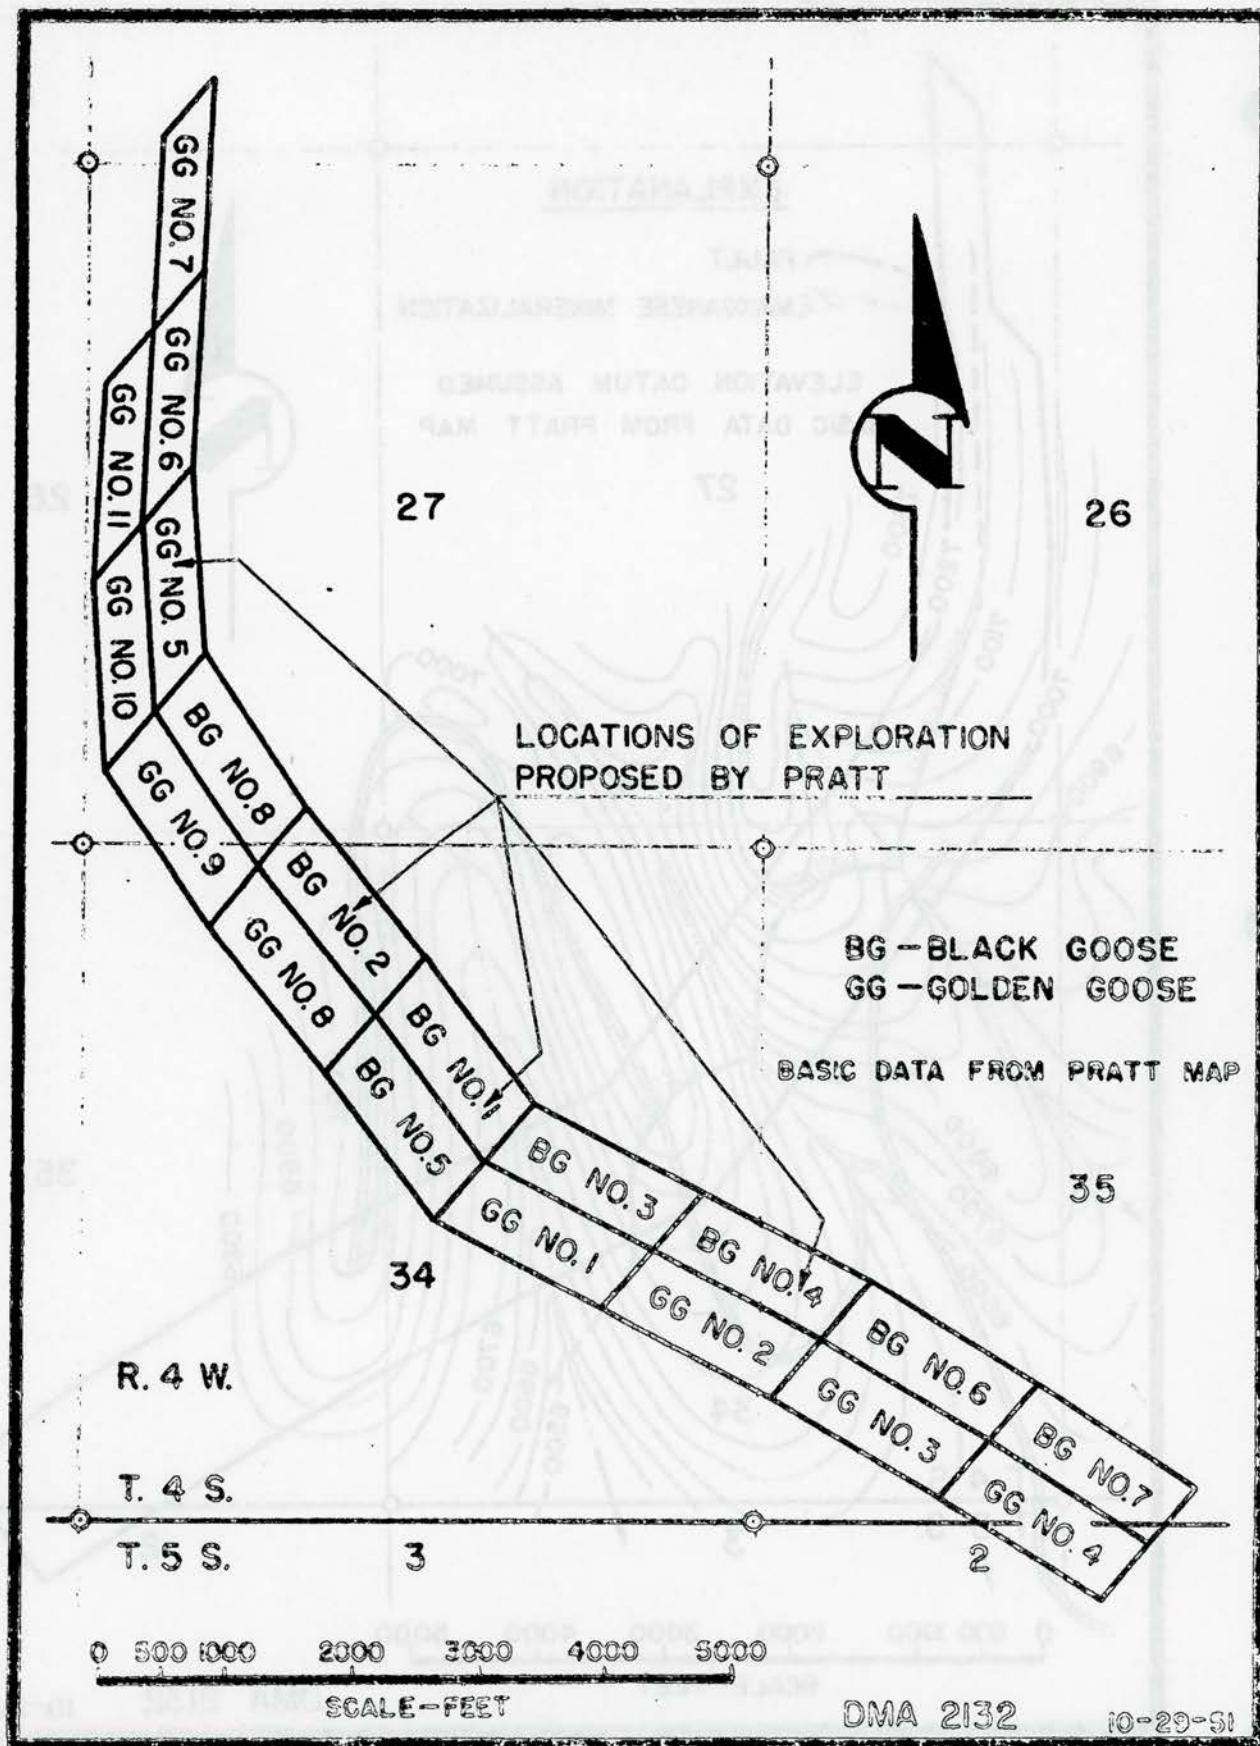 GG NO. 7
GG NO. 6
GG NO. 11
27
26
GG NO. 5
GG NO. 10
N
LOCATIONS OF EXPLORATION
PROPOSED BY PRATT
BG NO. 8
GG NO. 9
BG NO. 2
GG NO. 8
BG NO. 1
BG NO. 5
BG - BLACK GOOSE
GG - GOLDEN GOOSE
BASIC DATA FROM PRATT MAP
35
BG NO. 3
GG NO. 1
BG NO. 4
GG NO. 2
34
BG NO. 6
GG NO. 3
BG NO. 7
GG NO. 4
R. 4 W.
T. 4 S.
T. 5 S.
3
2
0 500 1000 2000 3000 4000 5000
SCALE-FEET
DMA 2132
10-29-51